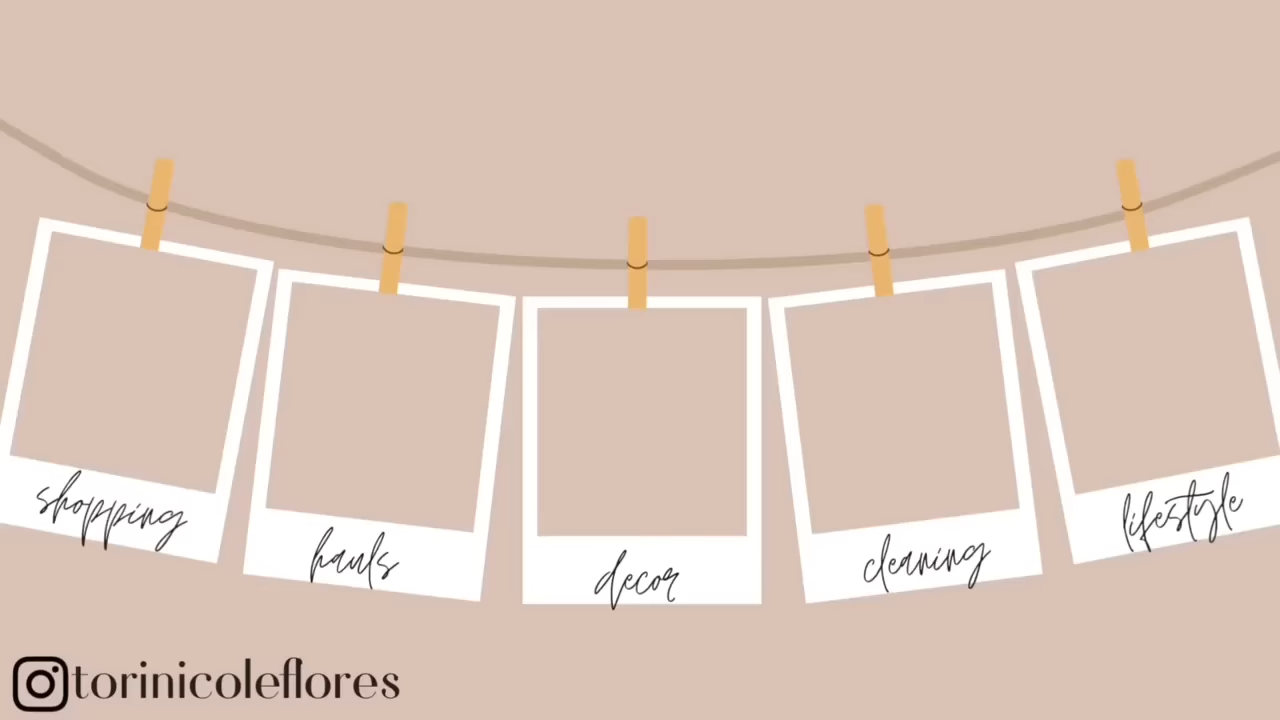 shopping
hauls
decor
cleaning
lifestyle
torinicoleflores